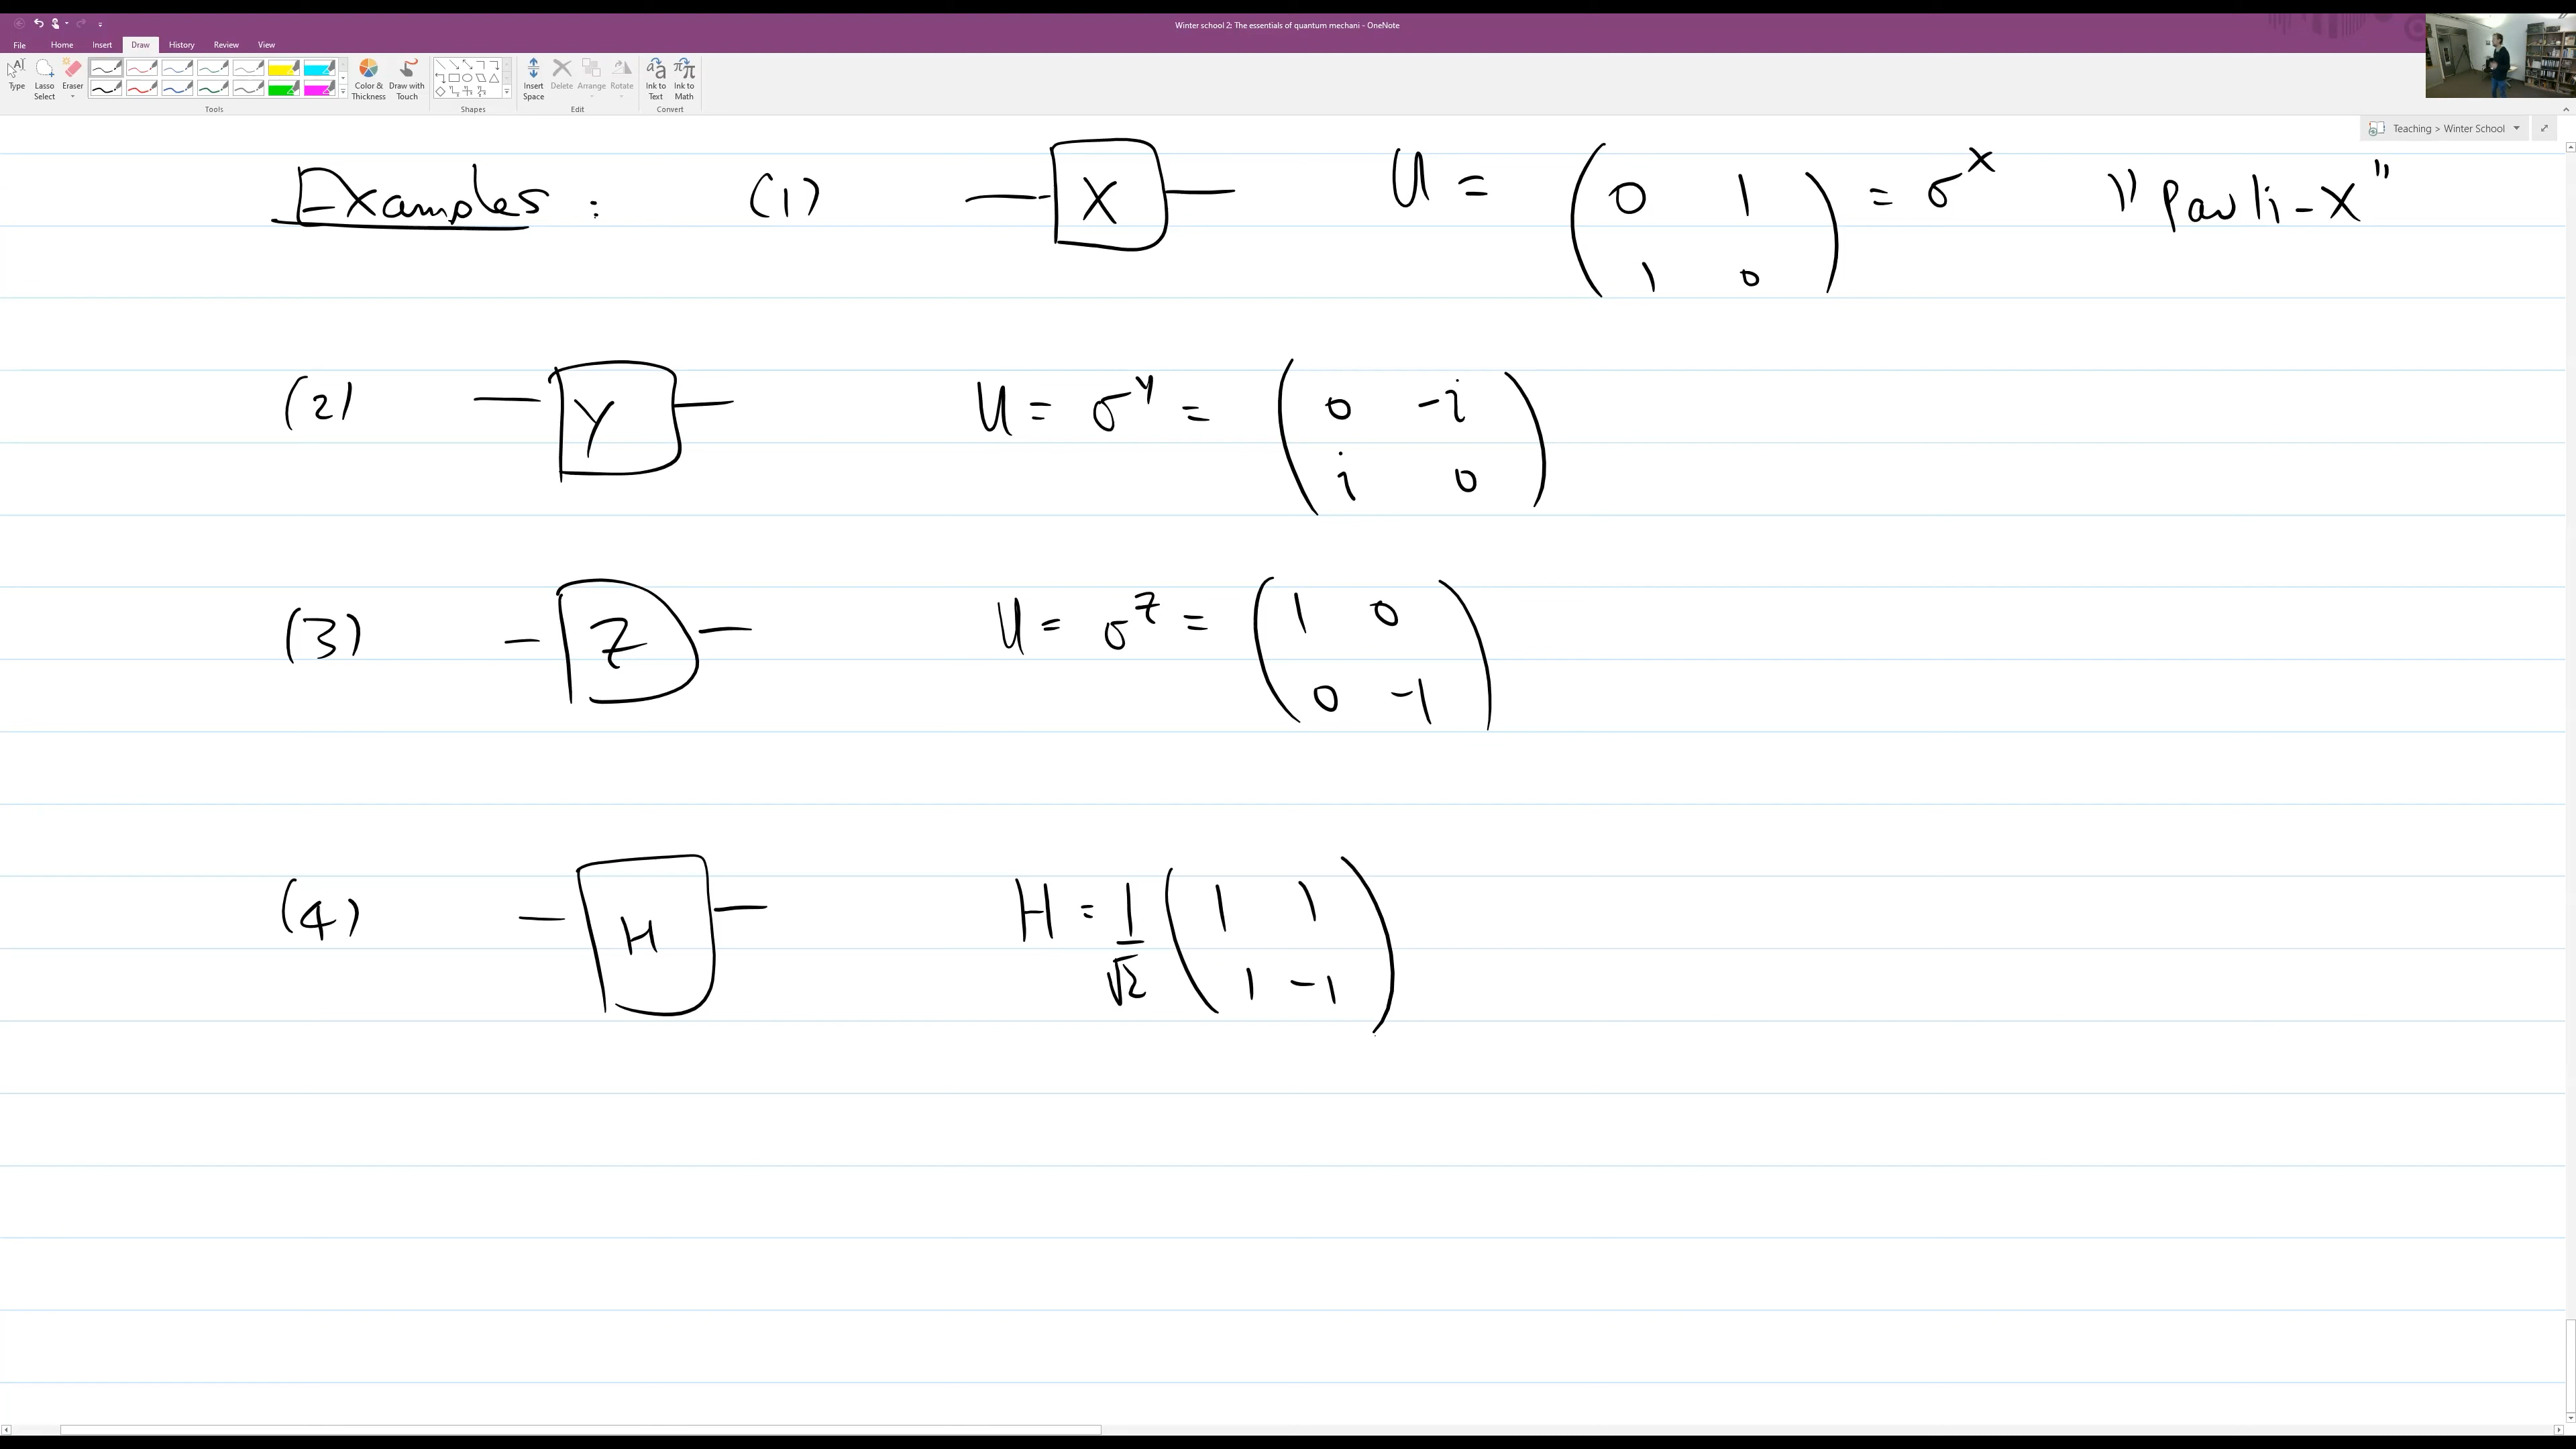 Winter school 2: The essentials of quantum mechani - OneNote
File Home Insert Draw History Review View
Type Lasso Select Eraser Color & Thickness Draw with Touch Insert Space Delete Arrange Rotate Ink to Text Ink to Math
Tools Shapes Edit Convert
Teaching > Winter School
Examples : (1) X U = ( 0 1 ; 1 0 ) = σ^x "Pauli-X"
(2) Y U = σ^y = ( 0 -i ; i 0 )
(3) Z U = σ^z = ( 1 0 ; 0 -1 )
(4) H H = 1/√2 ( 1 1 ; 1 -1 )